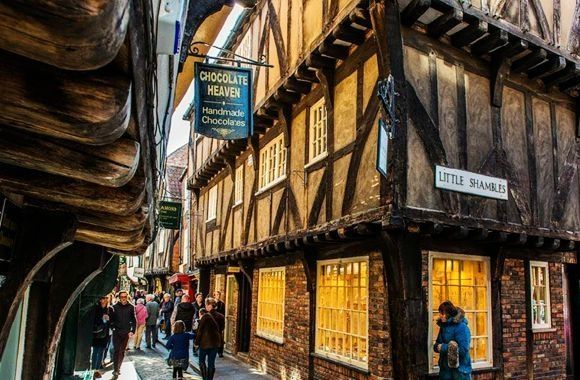 CHOCOLATE
HEAVEN
Handmade
Chocolates
LITTLE SHAMBLES